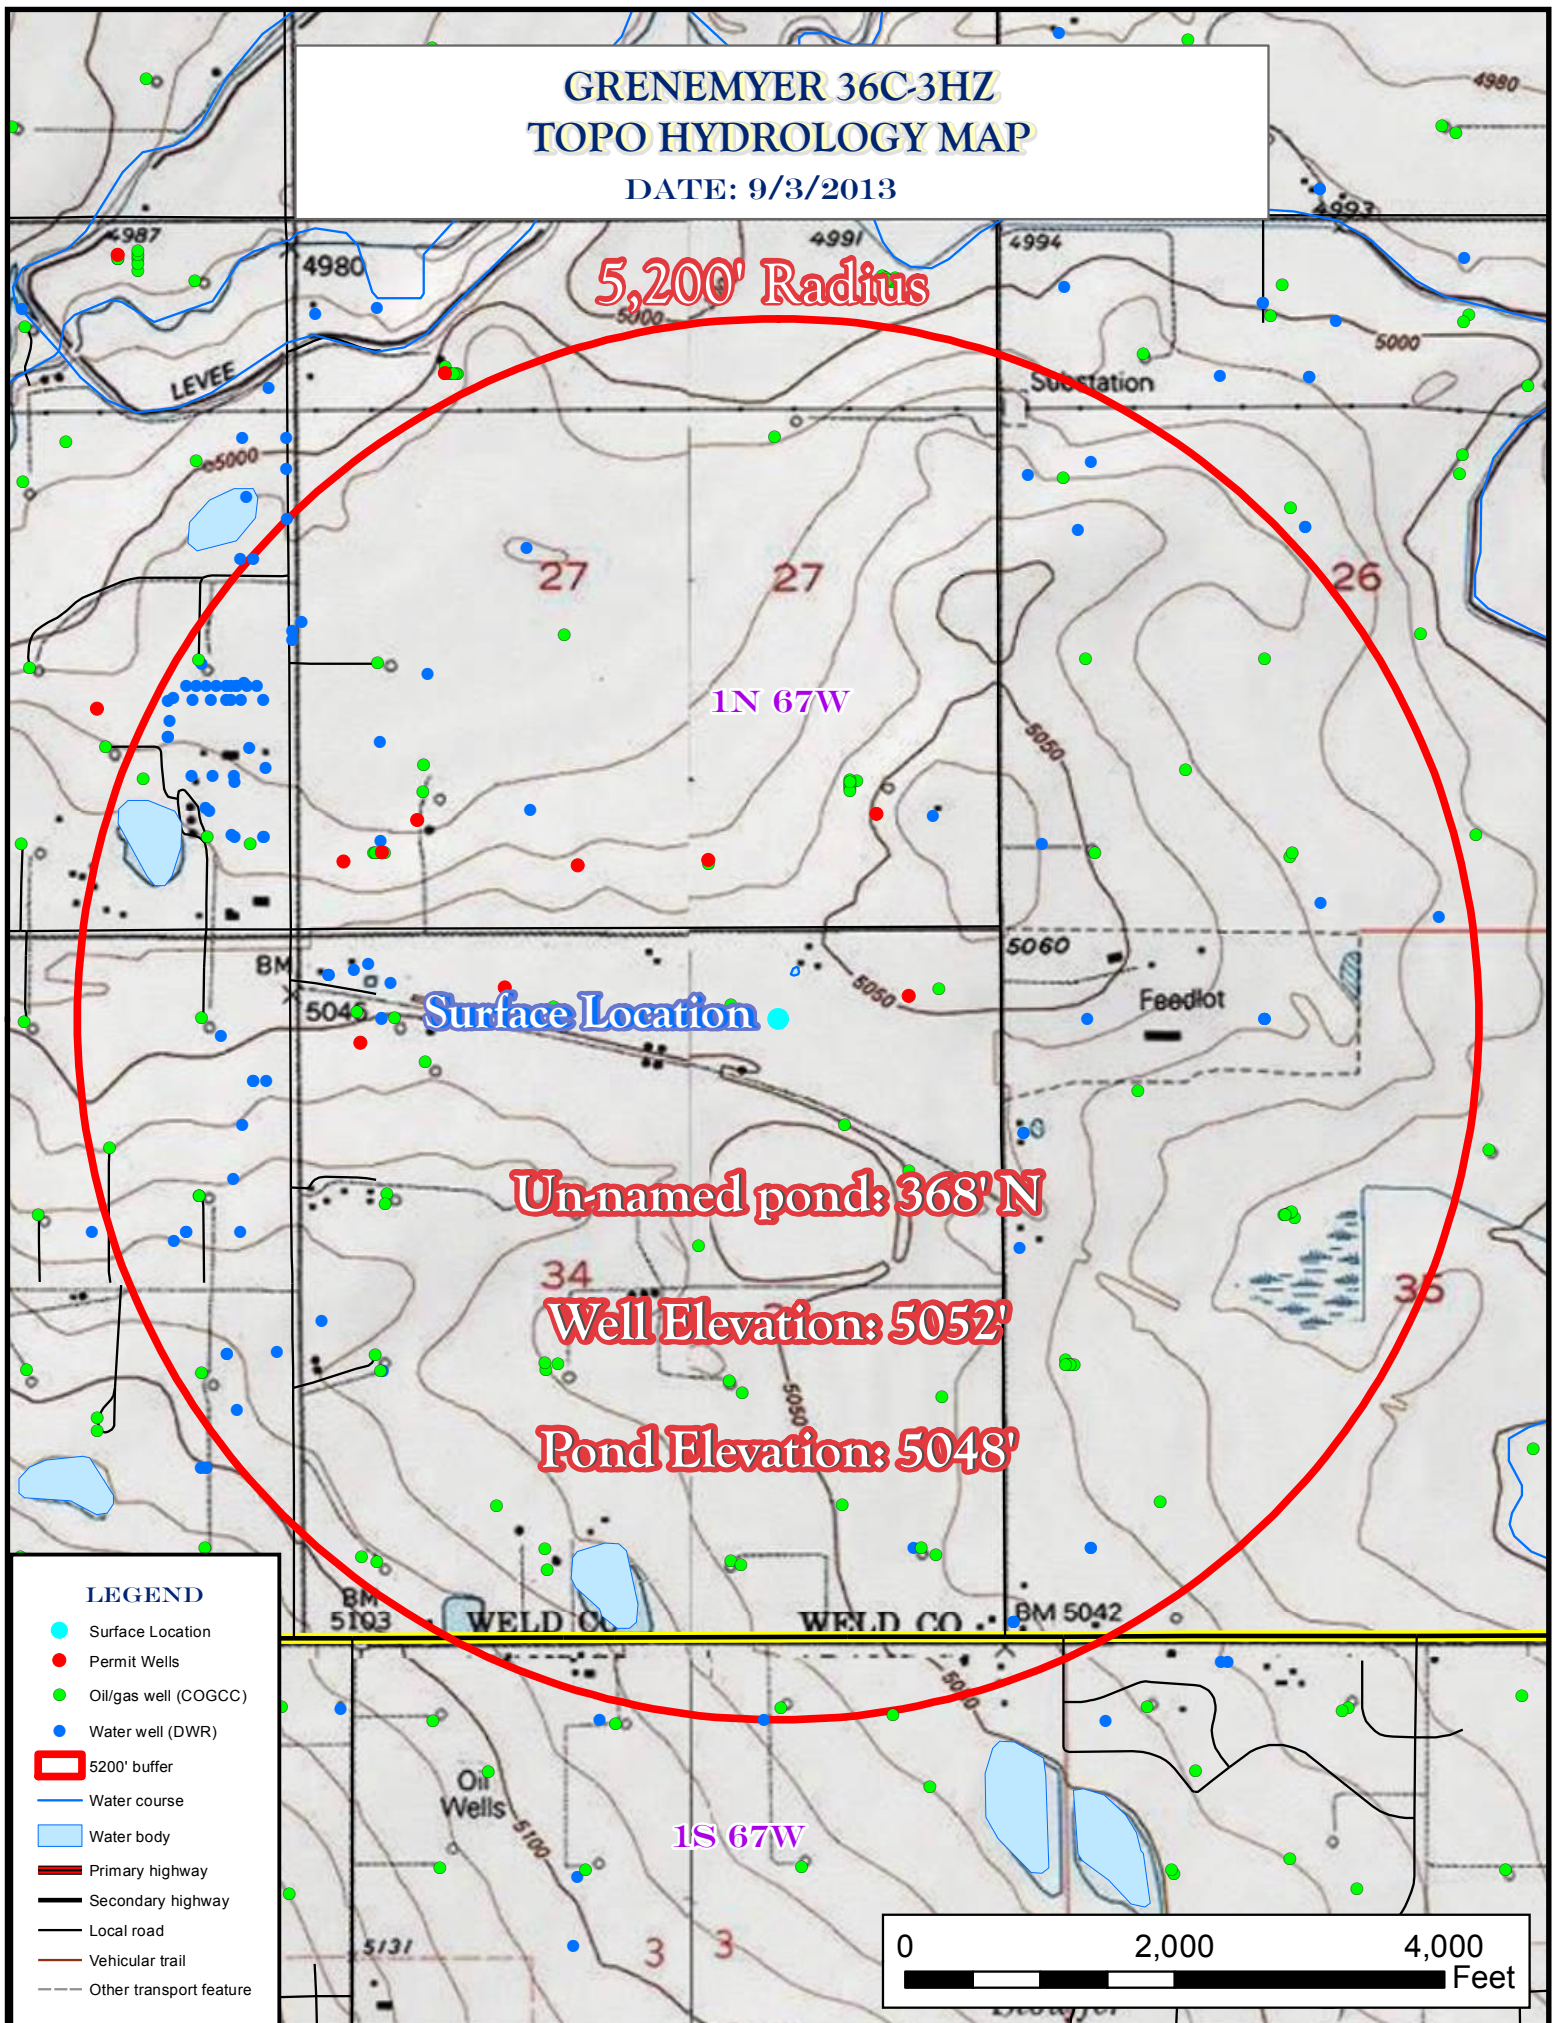 GRENEMYER 36C-3HZ
TOPO HYDROLOGY MAP
DATE: 9/3/2013
4980
4993
4987
4980
4991
4994
5,200' Radius
5000
5000
LEVEE
Substation
5000
27
27
26
1N 67W
5050
BM
5060
5050
Feedlot
Surface Location
Un-named pond: 368' N
34
35
Well Elevation: 5052'
5050
Pond Elevation: 5048'
BM
5103
WELD CO
WELD CO
BM 5042
Oil
Wells
5100
1S 67W
5131
3
3
LEGEND
Surface Location
Permit Wells
Oil/gas well (COGCC)
Water well (DWR)
5200' buffer
Water course
Water body
Primary highway
Secondary highway
Local road
Vehicular trail
Other transport feature
0
2,000
4,000
Feet